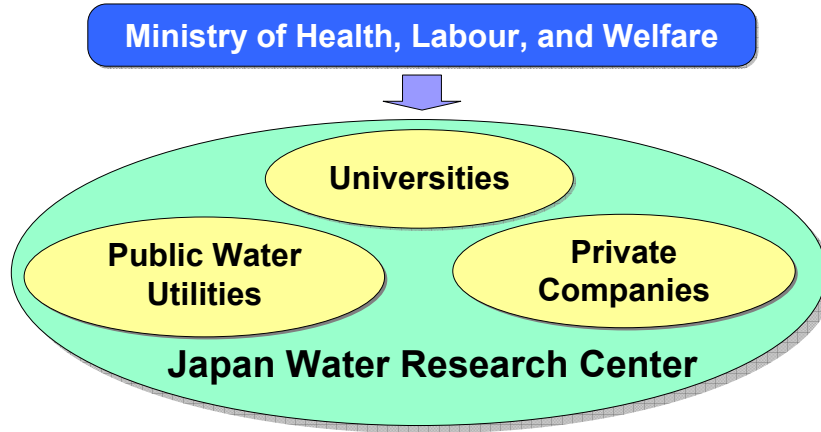 Ministry of Health, Labour, and Welfare
Universities
Public Water
Utilities
Private
Companies
Japan Water Research Center